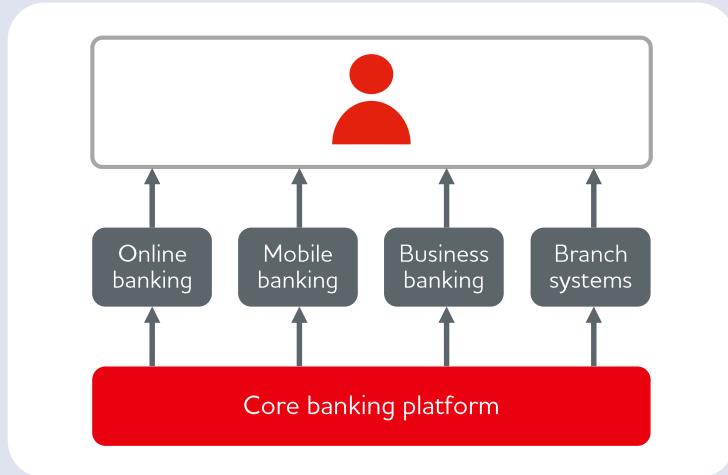 Online
banking
Mobile
banking
Business
banking
Branch
systems
Core banking platform